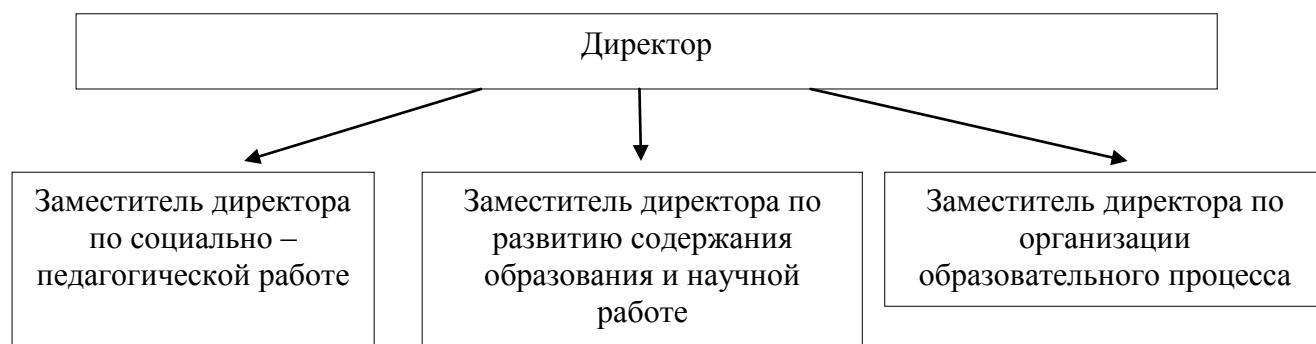 Директор
Заместитель директора
по социально –
педагогической работе
Заместитель директора по
развитию содержания
образования и научной
работе
Заместитель директора по
организации
образовательного процесса